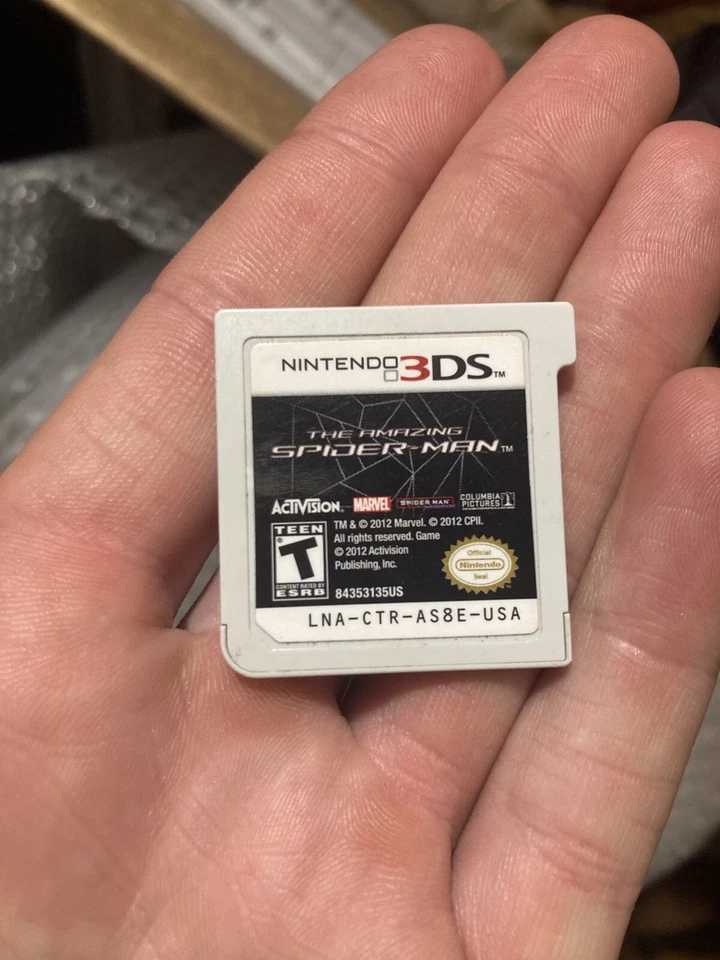 NINTENDO 3DS™
THE AMAZING
SPIDER-MAN™
ACTIVISION. MARVEL SPIDER MAN COLUMBIA PICTURES
TEEN
T
CONTENT RATED BY
ESRB
TM & © 2012 Marvel. © 2012 CPII.
All rights reserved. Game
© 2012 Activision
Publishing, Inc.
84353135US
Official
Nintendo
Seal
LNA-CTR-AS8E-USA